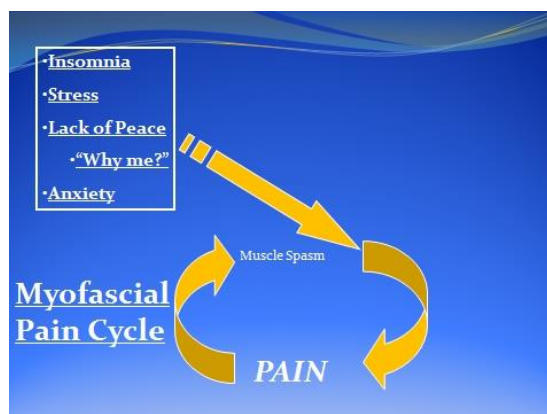 •Insomnia
•Stress
•Lack of Peace
•“Why me?”
•Anxiety
Muscle Spasm
Myofascial
Pain Cycle
PAIN